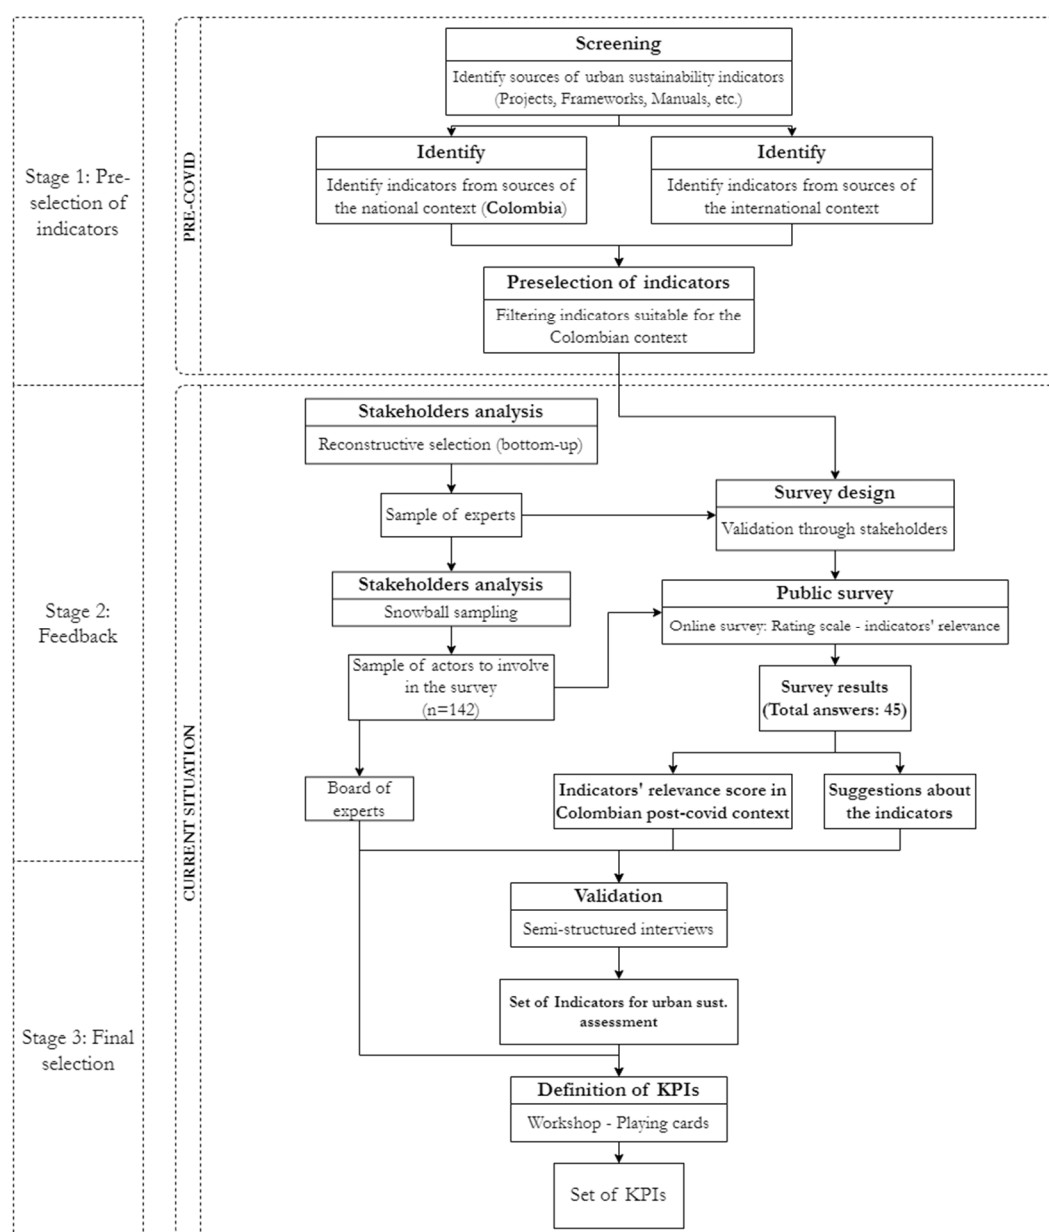 Stage 1: Pre-
selection of
indicators
PRE-COVID
Screening
Identify sources of urban sustainability indicators
(Projects, Frameworks, Manuals, etc.)
Identify
Identify indicators from sources of
the national context (Colombia)
Identify
Identify indicators from sources of
the international context
Preselection of indicators
Filtering indicators suitable for the
Colombian context
Stage 2:
Feedback
CURRENT SITUATION
Stakeholders analysis
Reconstructive selection (bottom-up)
Sample of experts
Survey design
Validation through stakeholders
Stakeholders analysis
Snowball sampling
Public survey
Online survey: Rating scale - indicators' relevance
Sample of actors to involve
in the survey
(n=142)
Survey results
(Total answers: 45)
Board of
experts
Indicators' relevance score in
Colombian post-covid context
Suggestions about
the indicators
Stage 3: Final
selection
Validation
Semi-structured interviews
Set of Indicators for urban sust.
assessment
Definition of KPIs
Workshop - Playing cards
Set of KPIs